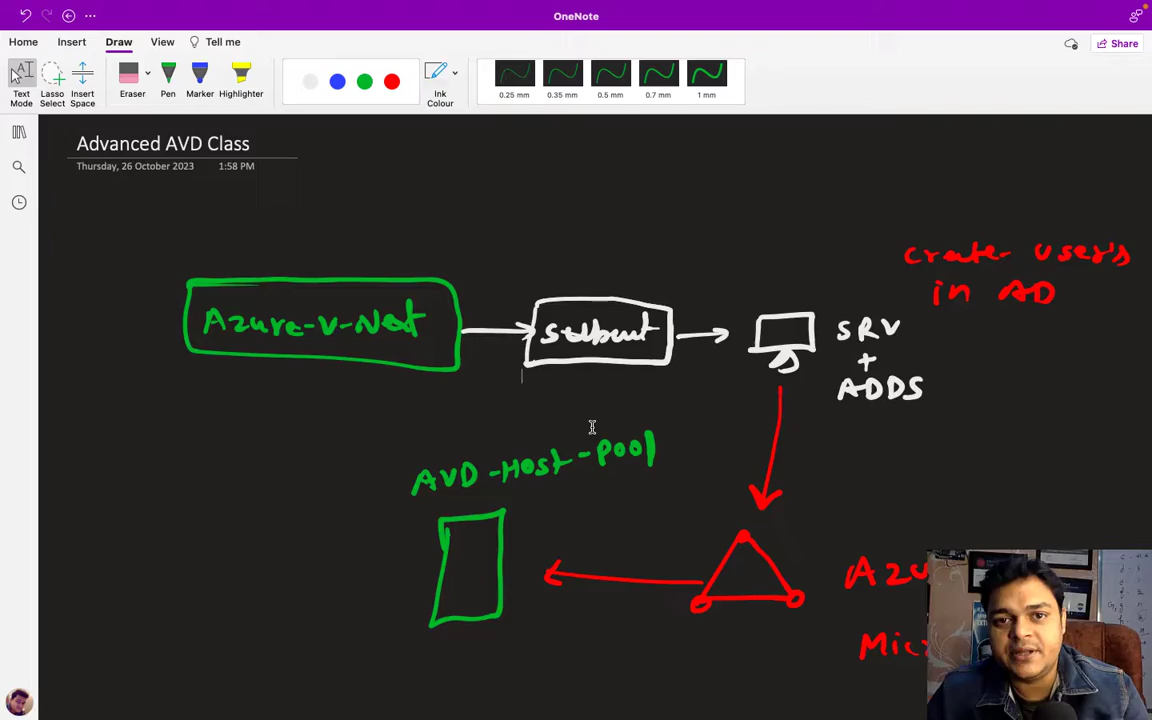 OneNote
Home Insert Draw View Tell me
Share
Text Mode
Lasso Select
Insert Space
Eraser
Pen
Marker
Highlighter
Ink Colour
0.25 mm
0.35 mm
0.5 mm
0.7 mm
1 mm
Advanced AVD Class
Thursday, 26 October 2023 1:58 PM
create users
in AD
Azure-V-Net
SRV
+
ADDS
AVD-Host-pool
Azu
Mic